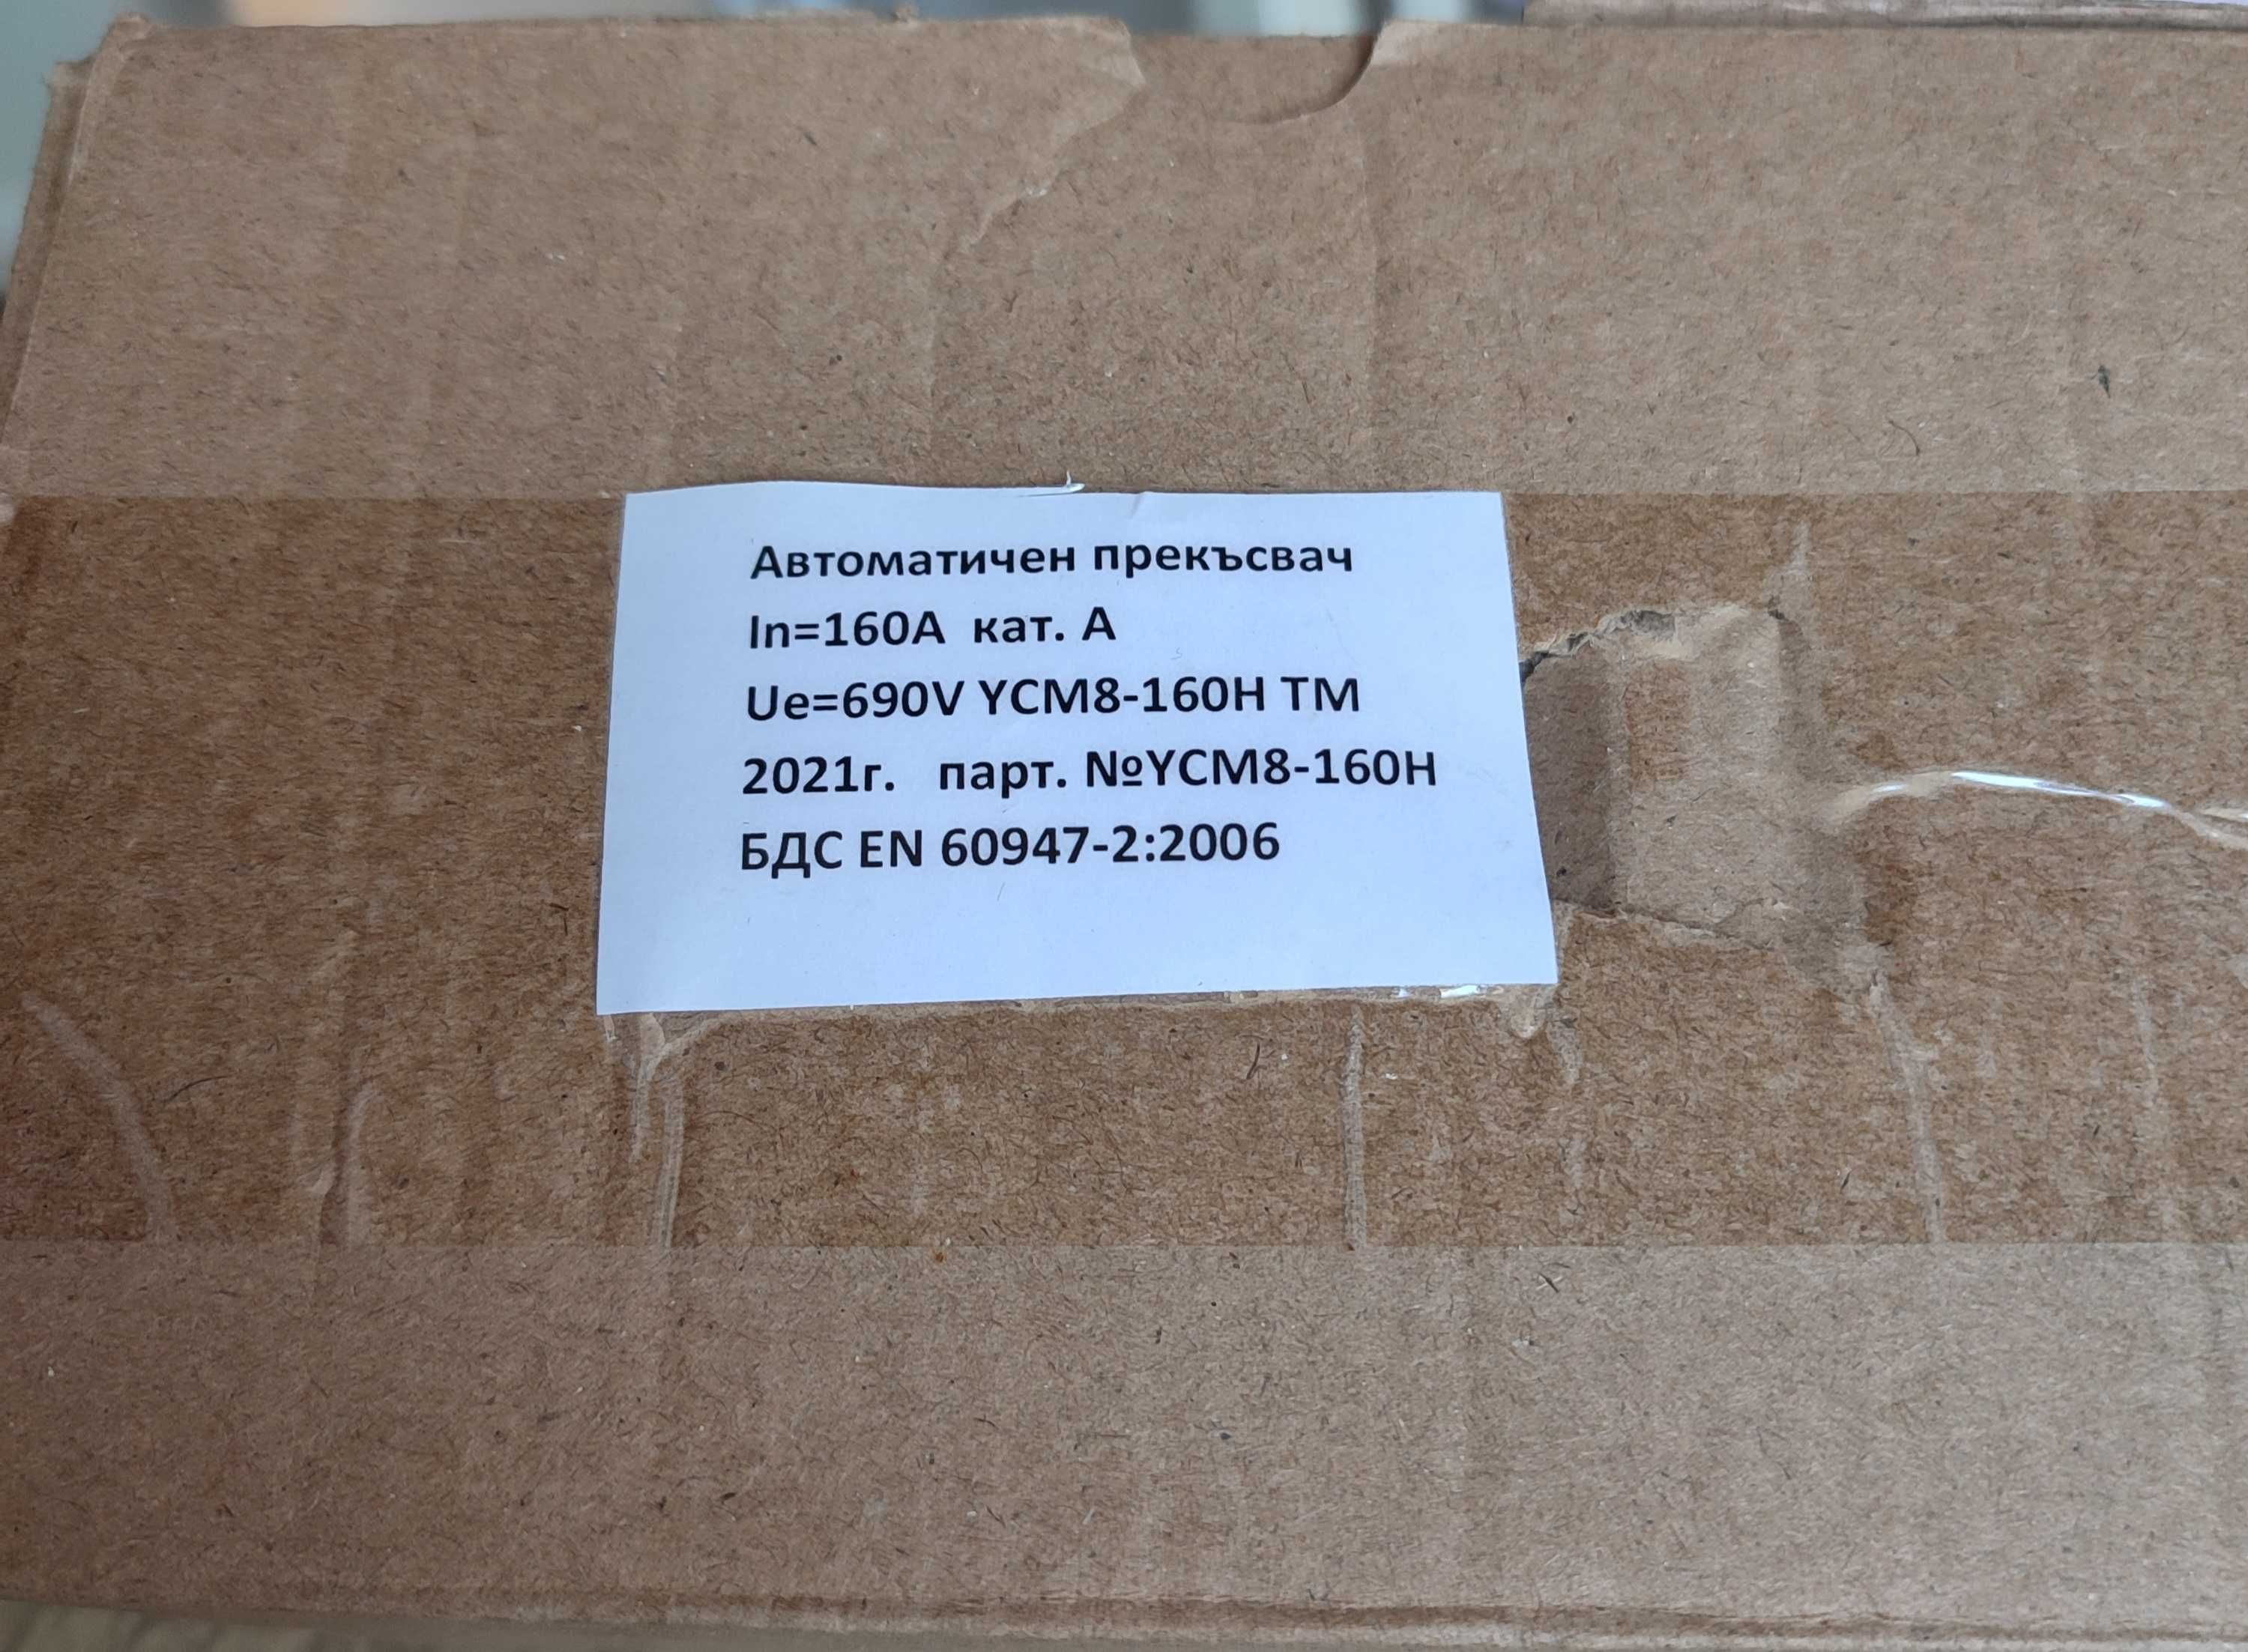 Автоматичен прекъсвач
In=160A кат. А
Ue=690V YCM8-160H TM
2021г. парт. №YCM8-160H
БДС EN 60947-2:2006